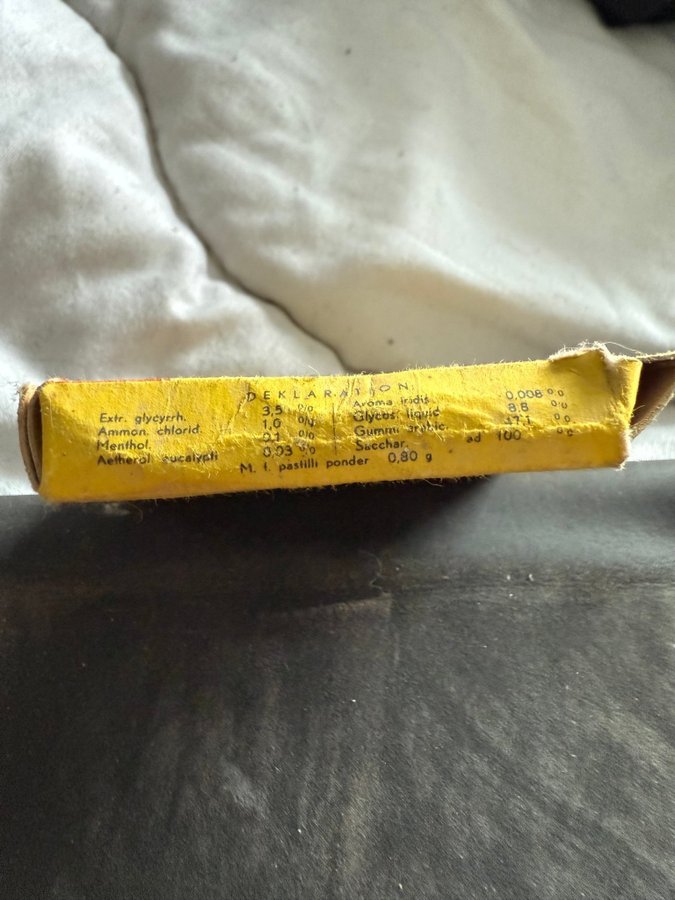 DEKLARATION
Extr. glycyrrh. 3,5 %
Ammon. chlorid. 1,0 %
Menthol. 0,1 %
Aetherol. eucalypti 0,03 %
Aroma iridis. 0,008 %
Glycos. liquid. 8,8 %
Gummi arabic. 37,1 %
Sacchar. ad 100 %
M. f. pastilli ponder 0,80 g